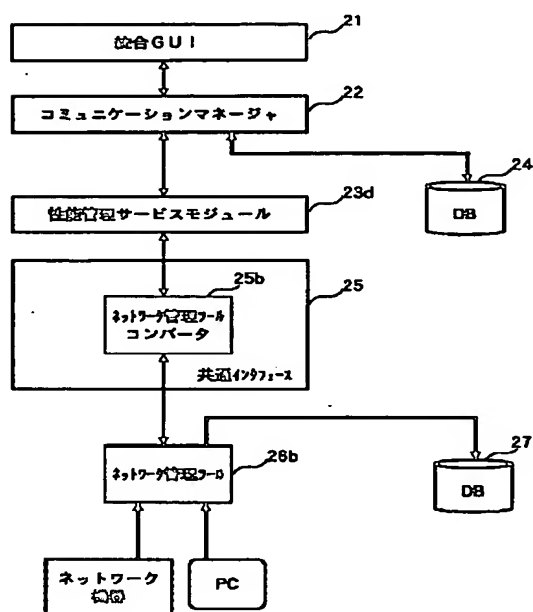 21
統合GUI
22
コミュニケーションマネージャ
24
DB
23d
性能管理サービスモジュール
25b
25
ネットワーク管理ツール
コンバータ
共通インタフェース
26b
ネットワーク管理ツール
27
DB
ネットワーク
機器
PC